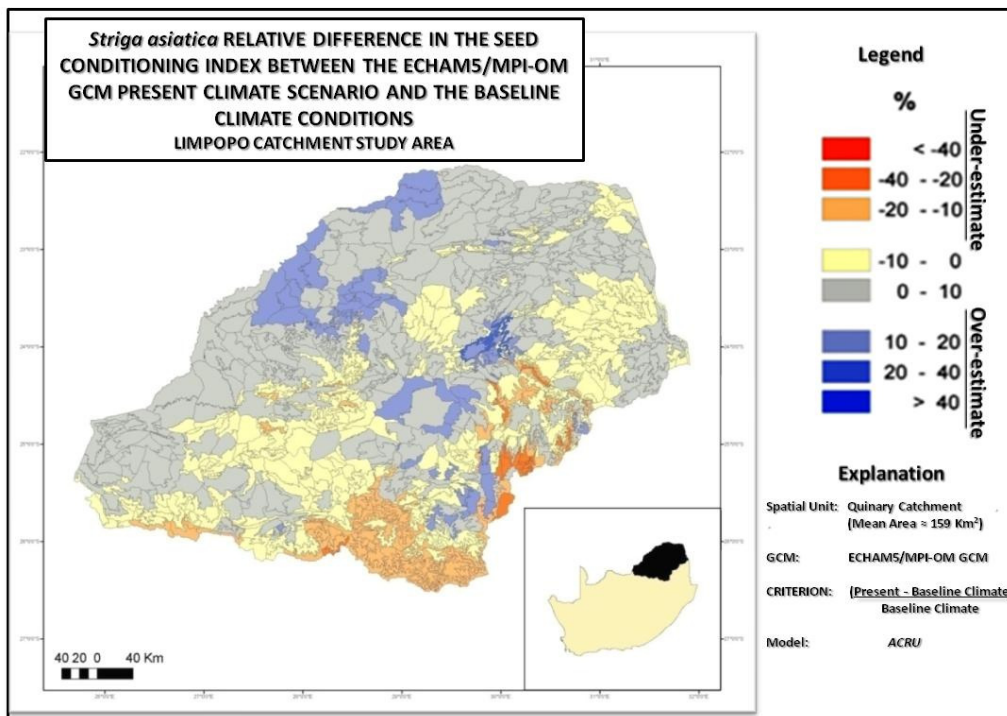 Striga asiatica RELATIVE DIFFERENCE IN THE SEED
CONDITIONING INDEX BETWEEN THE ECHAM5/MPI-OM
GCM PRESENT CLIMATE SCENARIO AND THE BASELINE
CLIMATE CONDITIONS
LIMPOPO CATCHMENT STUDY AREA
Legend
%
< -40
-40 - -20
-20 - -10
-10 - 0
0 - 10
10 - 20
20 - 40
> 40
Under-estimate
Over-estimate
Explanation
Spatial Unit: Quinary Catchment
(Mean Area ≈ 159 Km²)
GCM: ECHAM5/MPI-OM GCM
CRITERION: (Present - Baseline Climate
Baseline Climate
Model: ACRU
40 20 0 40 Km